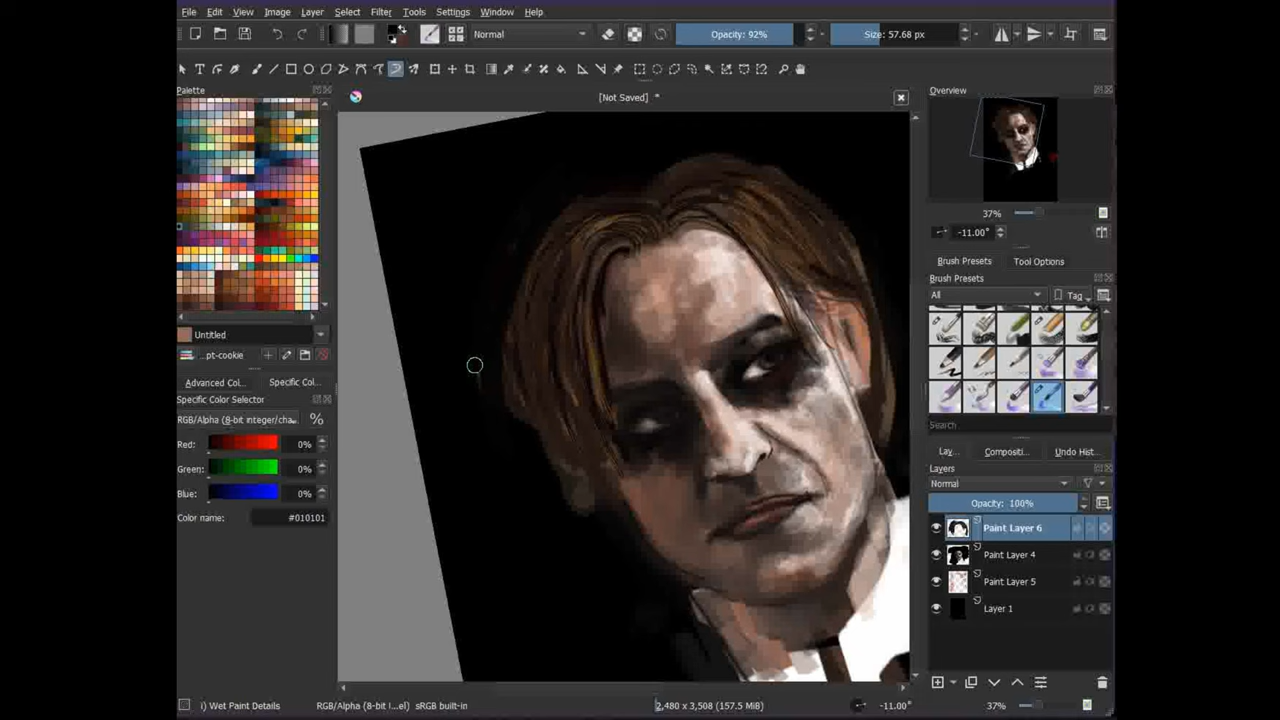 File Edit View Image Layer Select Filter Tools Settings Window Help
Normal Opacity: 92% Size: 57.68 px
Palette
[Not Saved] *
Overview
37%
-11.00°
Brush Presets Tool Options
Brush Presets
All Tag
Search
Untitled
...pt-cookie
Advanced Col... Specific Col...
Specific Color Selector
RGB/Alpha (8-bit integer/cha... %
Red: 0%
Green: 0%
Blue: 0%
Color name: #010101
Lay... Compositi... Undo Hist...
Layers
Normal
Opacity: 100%
Paint Layer 6
Paint Layer 4
Paint Layer 5
Layer 1
i) Wet Paint Details RGB/Alpha (8-bit I...el) sRGB built-in 2,480 x 3,508 (157.5 MiB) -11.00° 37%